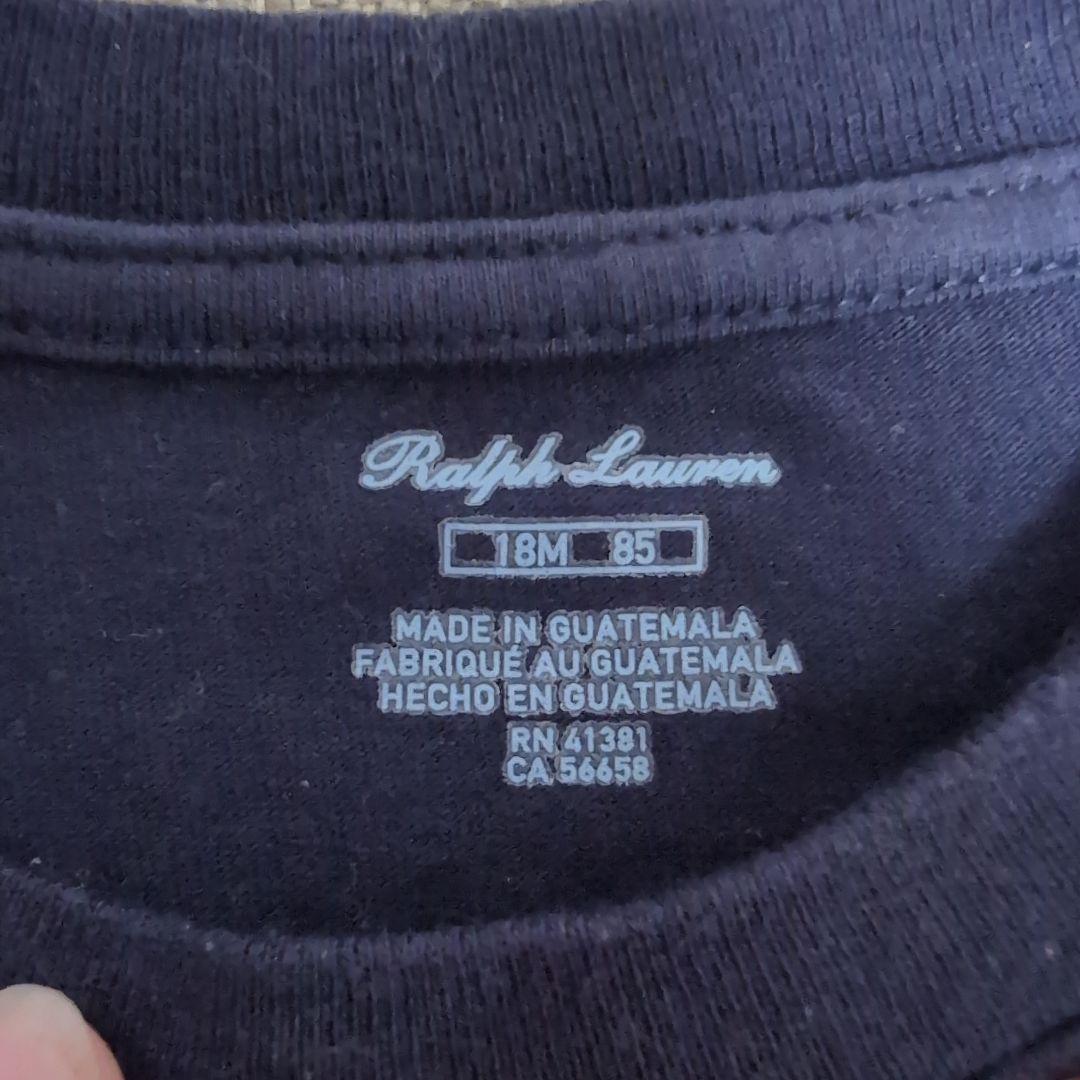 Ralph Lauren
18M 85
MADE IN GUATEMALA
FABRIQUÉ AU GUATEMALA
HECHO EN GUATEMALA
RN 41381
CA 56658